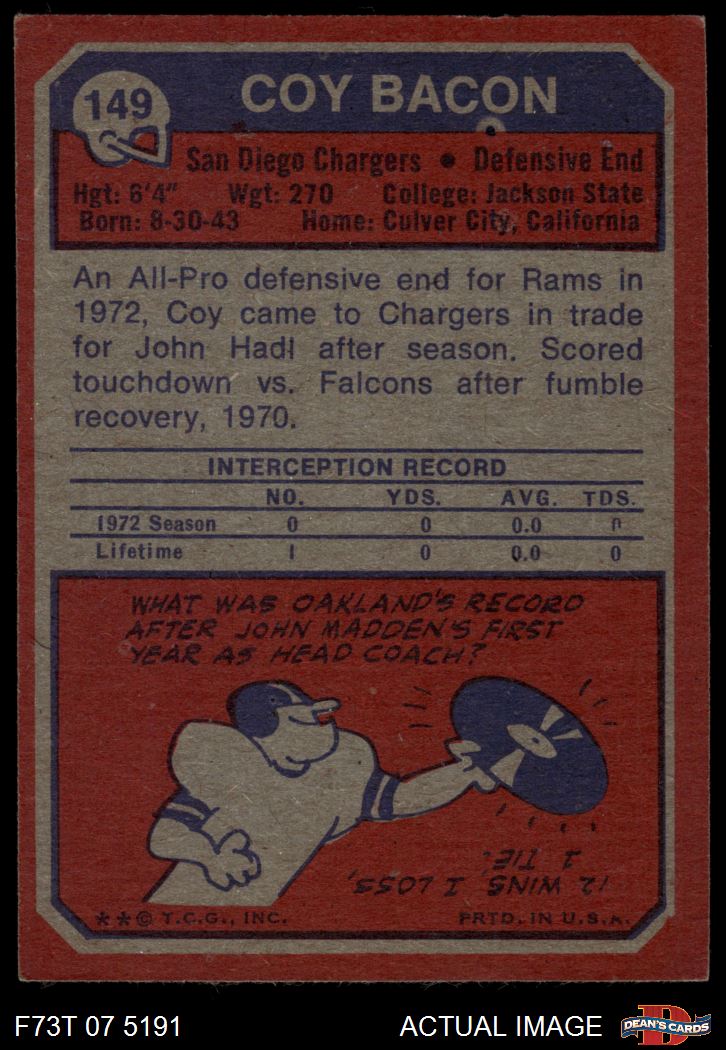 149
COY BACON
San Diego Chargers • Defensive End
Hgt: 6'4" Wgt: 270 College: Jackson State
Born: 8-30-43 Home: Culver City, California
An All-Pro defensive end for Rams in
1972, Coy came to Chargers in trade
for John Hadl after season. Scored
touchdown vs. Falcons after fumble
recovery, 1970.
INTERCEPTION RECORD
NO. YDS. AVG. TDS.
1972 Season 0 0 0.0 0
Lifetime 1 0 0.0 0
WHAT WAS OAKLAND'S RECORD
AFTER JOHN MADDEN'S FIRST
YEAR AS HEAD COACH?
12 WINS, 1 LOSS,
1 TIE.
**© T.C.G., INC. PRTD. IN U.S.A.
F73T 07 5191 ACTUAL IMAGE
D
DEAN'S CARDS